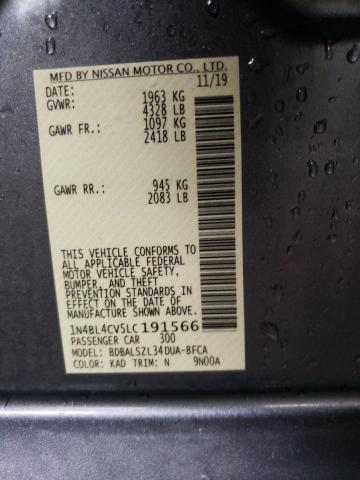 MFD BY NISSAN MOTOR CO., LTD.
DATE: 11/19
GVWR: 1963 KG
4328 LB
GAWR FR.: 1097 KG
2418 LB
GAWR RR.: 945 KG
2083 LB
THIS VEHICLE CONFORMS TO
ALL APPLICABLE FEDERAL
MOTOR VEHICLE SAFETY,
BUMPER, AND THEFT
PREVENTION STANDARDS IN
EFFECT ON THE DATE OF
MANUFACTURE SHOWN ABOVE.
1N4BL4CV5LC191566
PASSENGER CAR 300
MODEL: BDBALSZL34DUA-BFCA
COLOR: KAD TRIM: N 9N00A